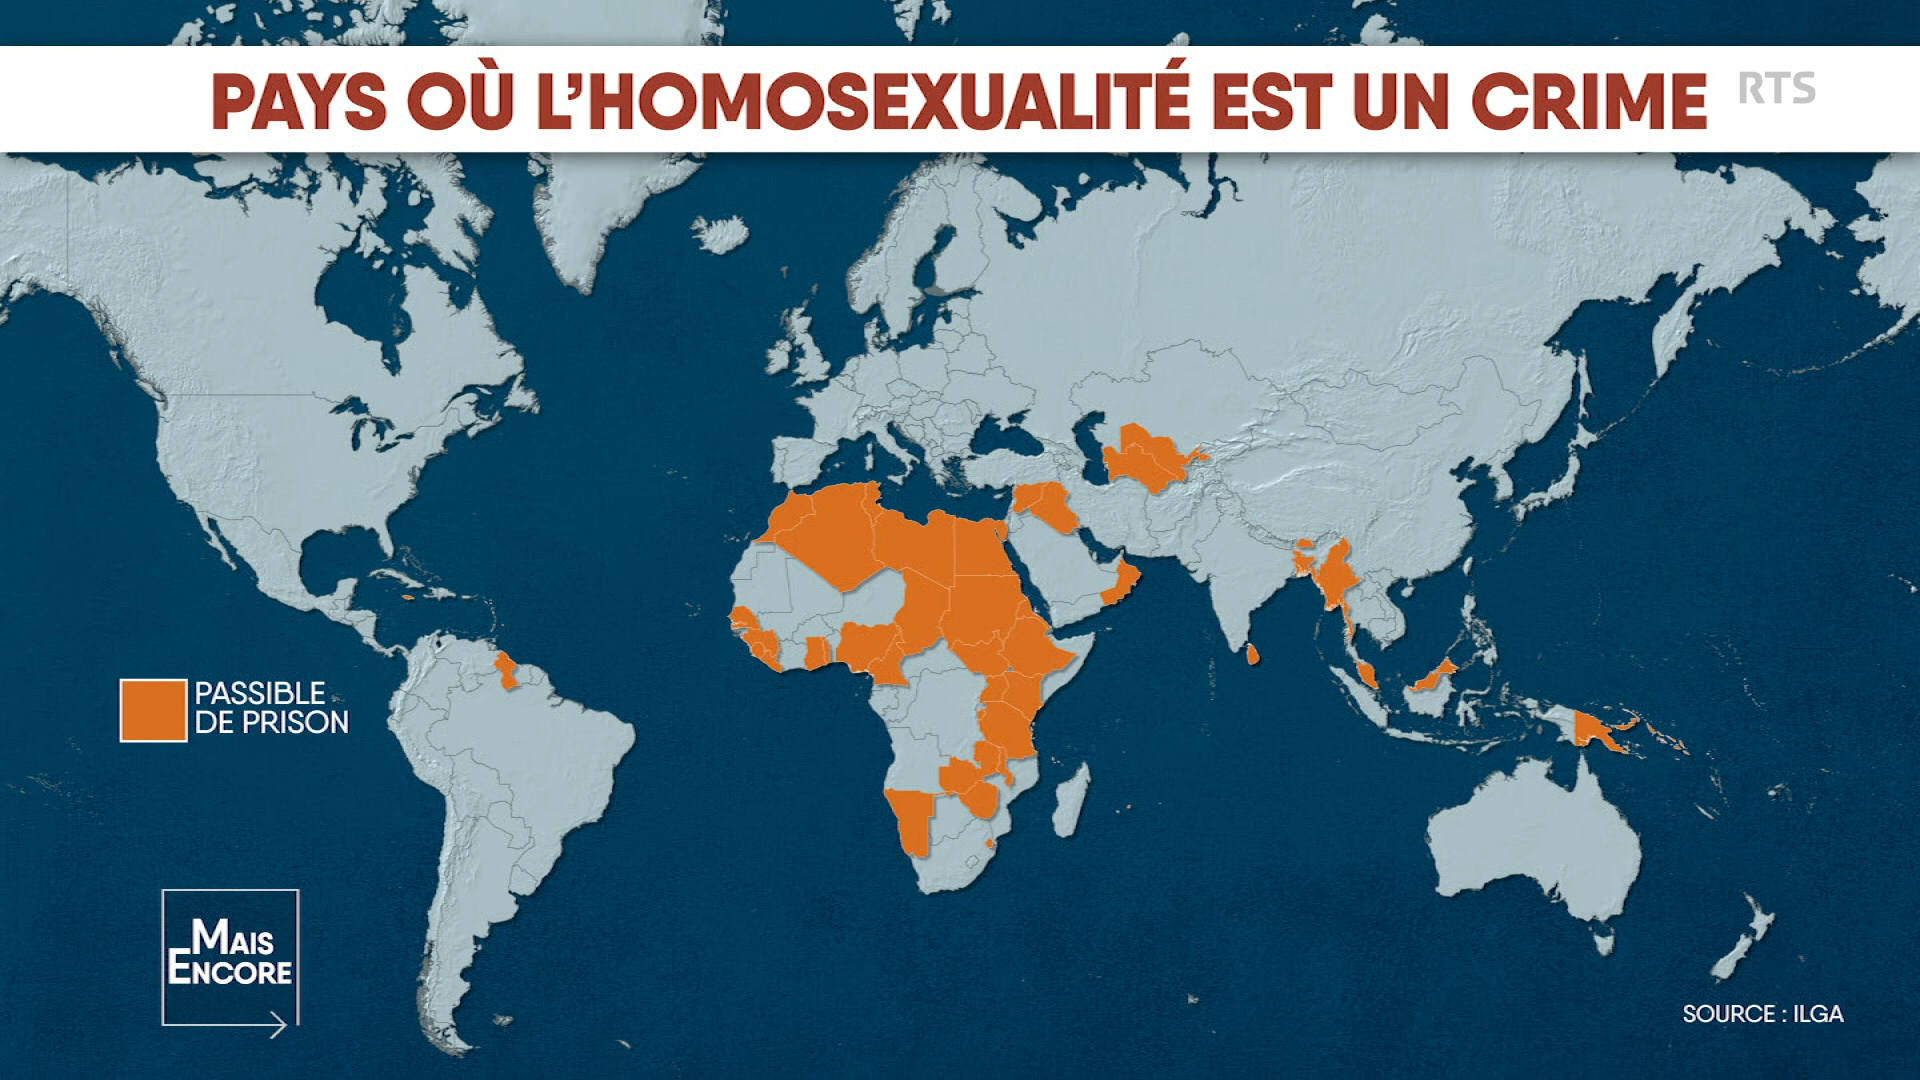 PAYS OÙ L'HOMOSEXUALITÉ EST UN CRIME
RTS
PASSIBLE
DE PRISON
MAIS
ENCORE
SOURCE : ILGA